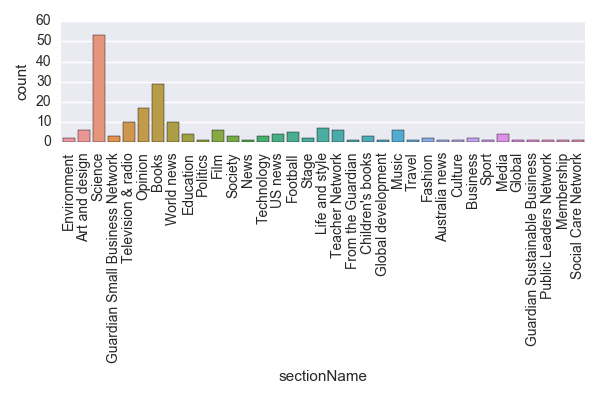 60
50
40
30
20
10
0
count
Environment
Art and design
Science
Guardian Small Business Network
Television & radio
Opinion
Books
World news
Education
Politics
Film
Society
News
Technology
US news
Football
Stage
Life and style
Teacher Network
From the Guardian
Children's books
Global development
Music
Travel
Fashion
Australia news
Culture
Business
Sport
Media
Global
Guardian Sustainable Business
Public Leaders Network
Membership
Social Care Network
sectionName